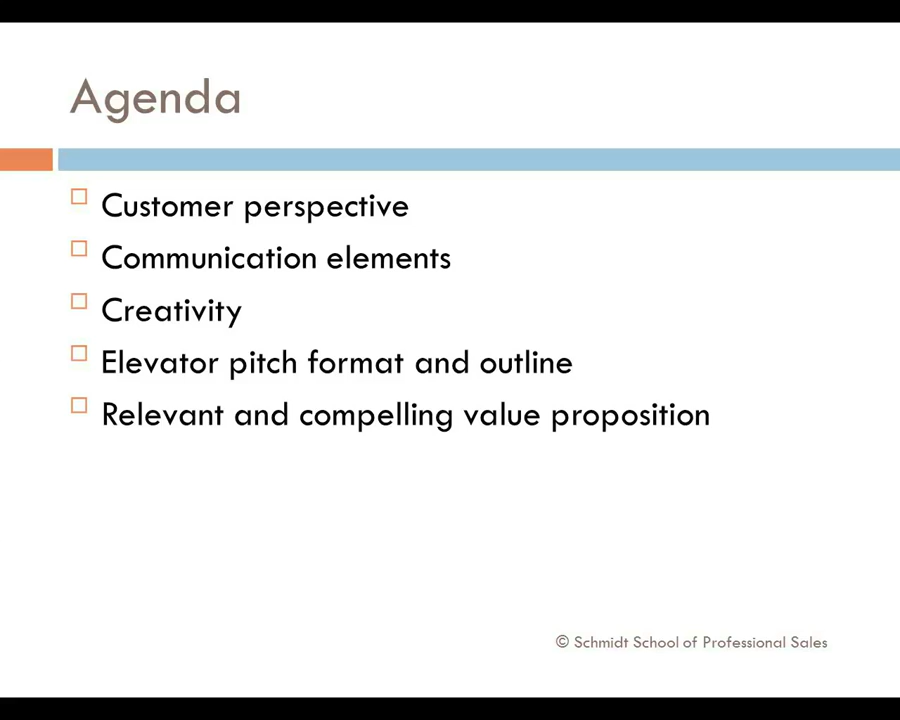 Agenda
Customer perspective
Communication elements
Creativity
Elevator pitch format and outline
Relevant and compelling value proposition
© Schmidt School of Professional Sales